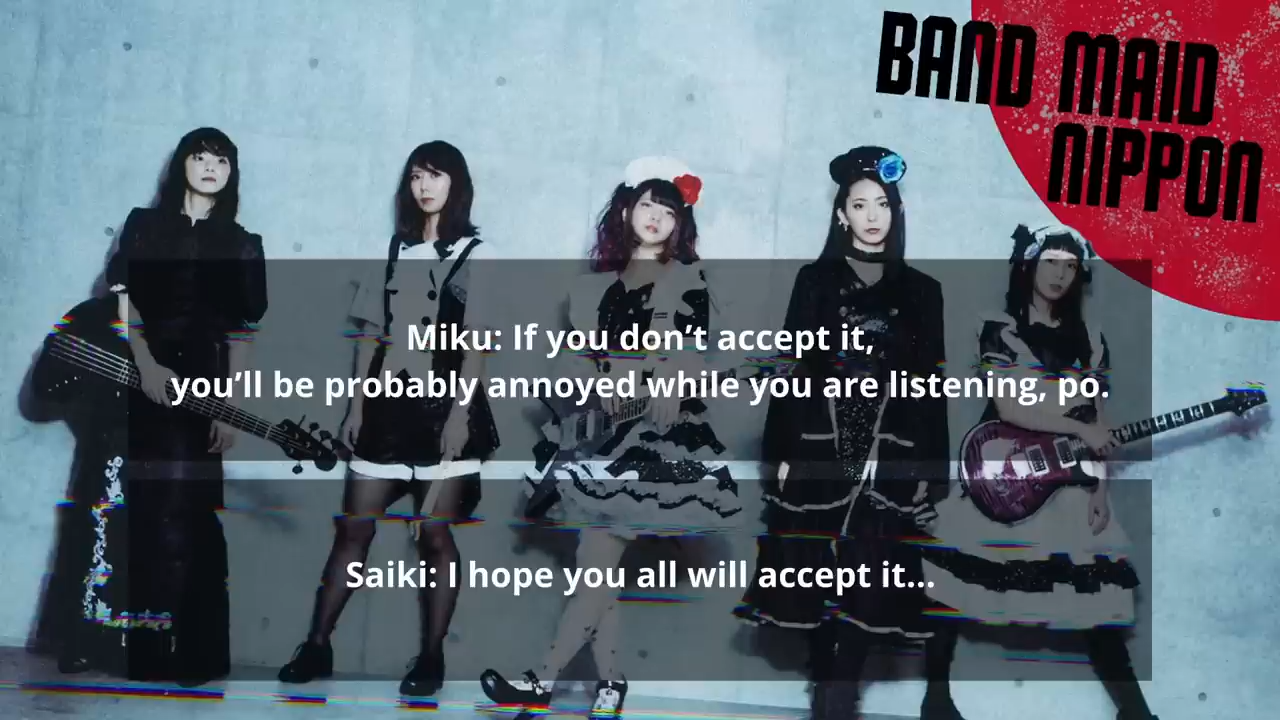 BAND MAID
NIPPON
Miku: If you don’t accept it,
you’ll be probably annoyed while you are listening, po.
Saiki: I hope you all will accept it...